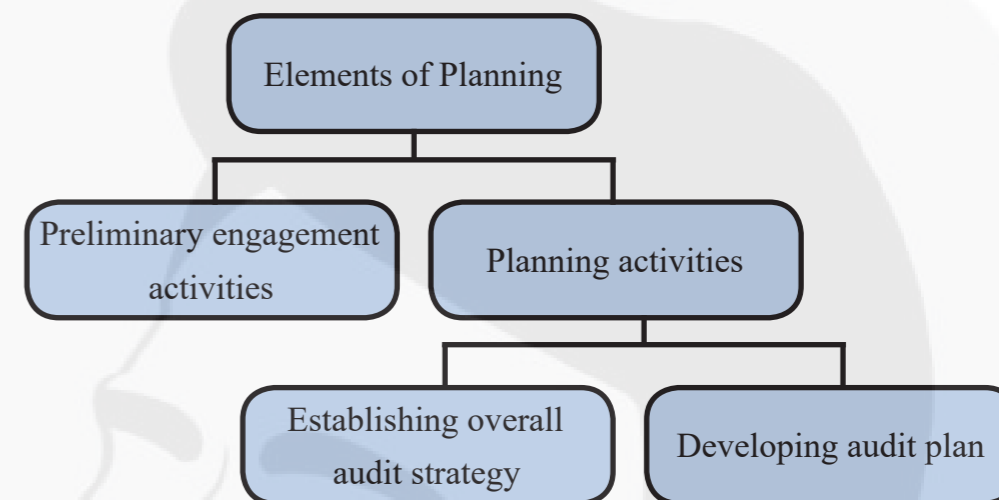 Elements of Planning
Preliminary engagement
activities
Planning activities
Establishing overall
audit strategy
Developing audit plan